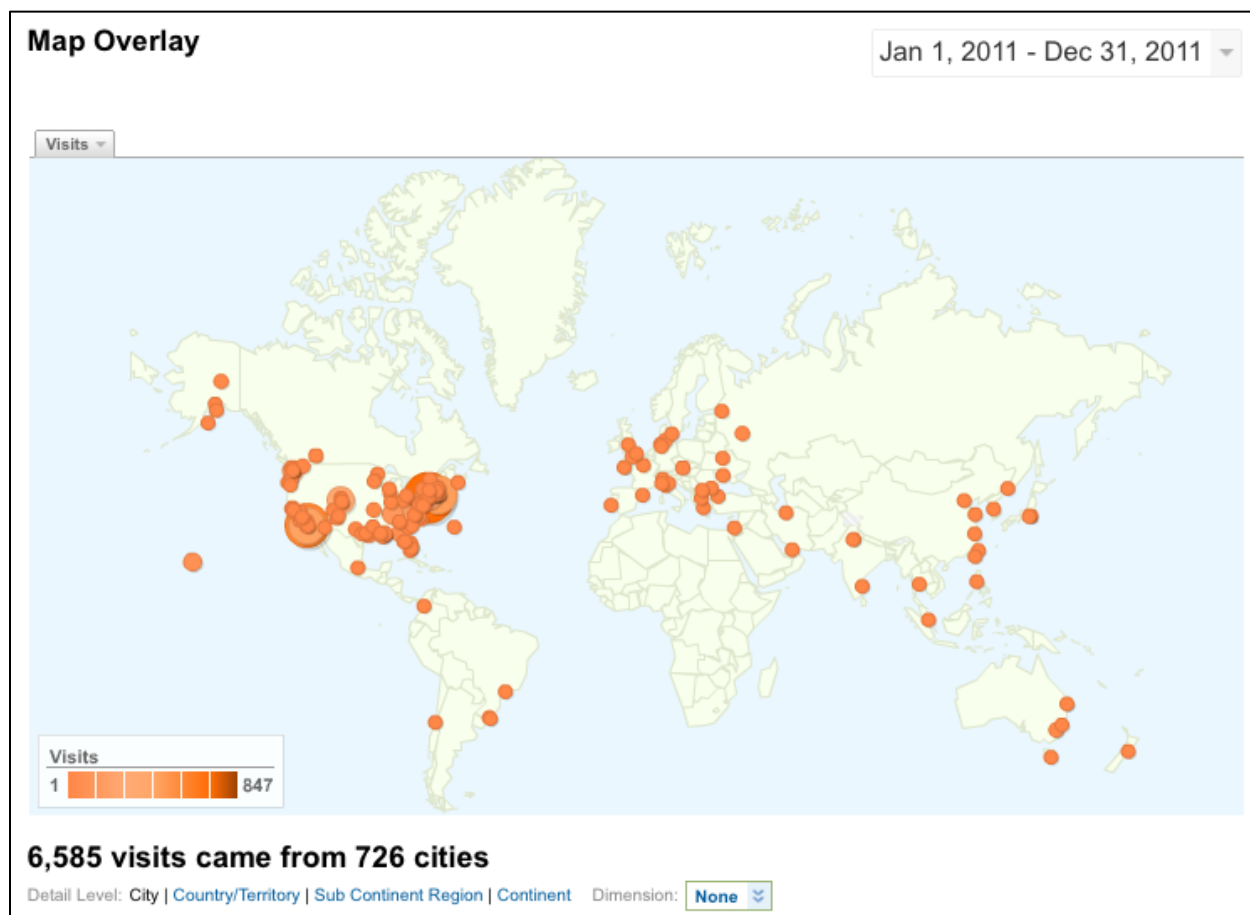 Map Overlay
Jan 1, 2011 - Dec 31, 2011
Visits
Visits
1 847
6,585 visits came from 726 cities
Detail Level: City | Country/Territory | Sub Continent Region | Continent Dimension: None